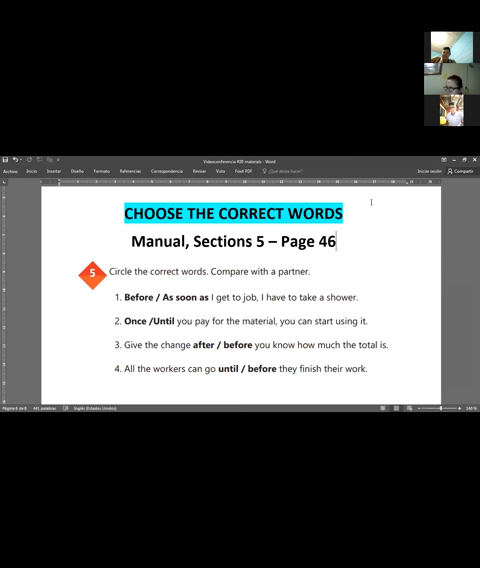 Videoconferencia R30 materials - Word
Archivo Inicio Insertar Diseño Formato Referencias Correspondencia Revisar Vista Foxit PDF ¿Qué desea hacer? Iniciar sesión Compartir
CHOOSE THE CORRECT WORDS
Manual, Sections 5 – Page 46
5 Circle the correct words. Compare with a partner.
1. Before / As soon as I get to job, I have to take a shower.
2. Once /Until you pay for the material, you can start using it.
3. Give the change after / before you know how much the total is.
4. All the workers can go until / before they finish their work.
Página 6 de 8 441 palabras Inglés (Estados Unidos) 140 %